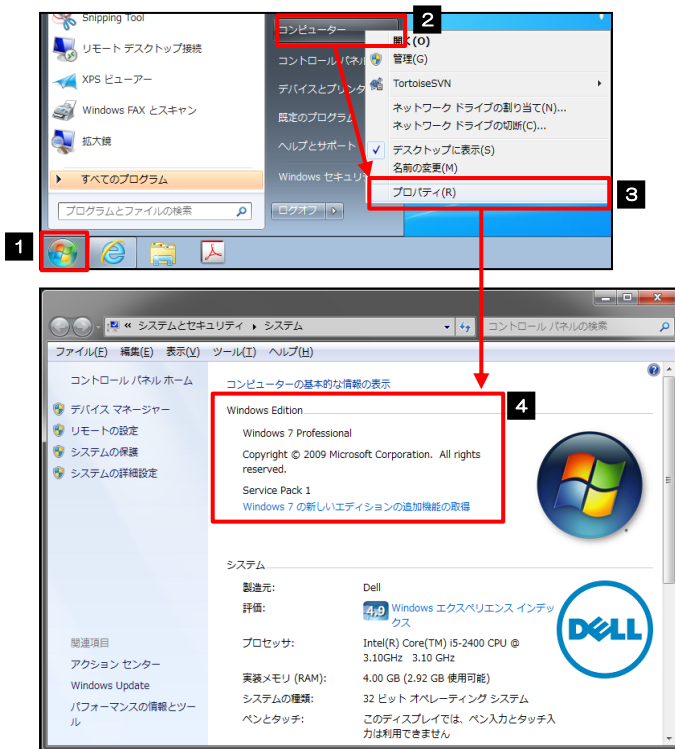 Snipping Tool
リモート デスクトップ接続
XPS ビューアー
Windows FAX とスキャン
拡大鏡
すべてのプログラム
プログラムとファイルの検索
コンピューター
2
コントロール パネル
デバイスとプリンタ
既定のプログラム
ヘルプとサポート
Windows セキュリ
ログオフ
開く(O)
管理(G)
TortoiseSVN
ネットワーク ドライブの割り当て(N)...
ネットワーク ドライブの切断(C)...
デスクトップに表示(S)
名前の変更(M)
プロパティ(R)
3
1
« システムとセキュリティ
システム
コントロール パネルの検索
ファイル(F) 編集(E) 表示(V) ツール(T) ヘルプ(H)
コントロール パネル ホーム
デバイス マネージャー
リモートの設定
システムの保護
システムの詳細設定
関連項目
アクション センター
Windows Update
パフォーマンスの情報とツー
ル
コンピューターの基本的な情報の表示
4
Windows Edition
Windows 7 Professional
Copyright © 2009 Microsoft Corporation. All rights
reserved.
Service Pack 1
Windows 7 の新しいエディションの追加機能の取得
システム
製造元: Dell
評価: 4.9 Windows エクスペリエンス インデッ
クス
プロセッサ: Intel(R) Core(TM) i5-2400 CPU @
3.10GHz 3.10 GHz
実装メモリ (RAM): 4.00 GB (2.92 GB 使用可能)
システムの種類: 32 ビット オペレーティング システム
ペンとタッチ: このディスプレイでは、ペン入力とタッチ入
力は利用できません
DELL